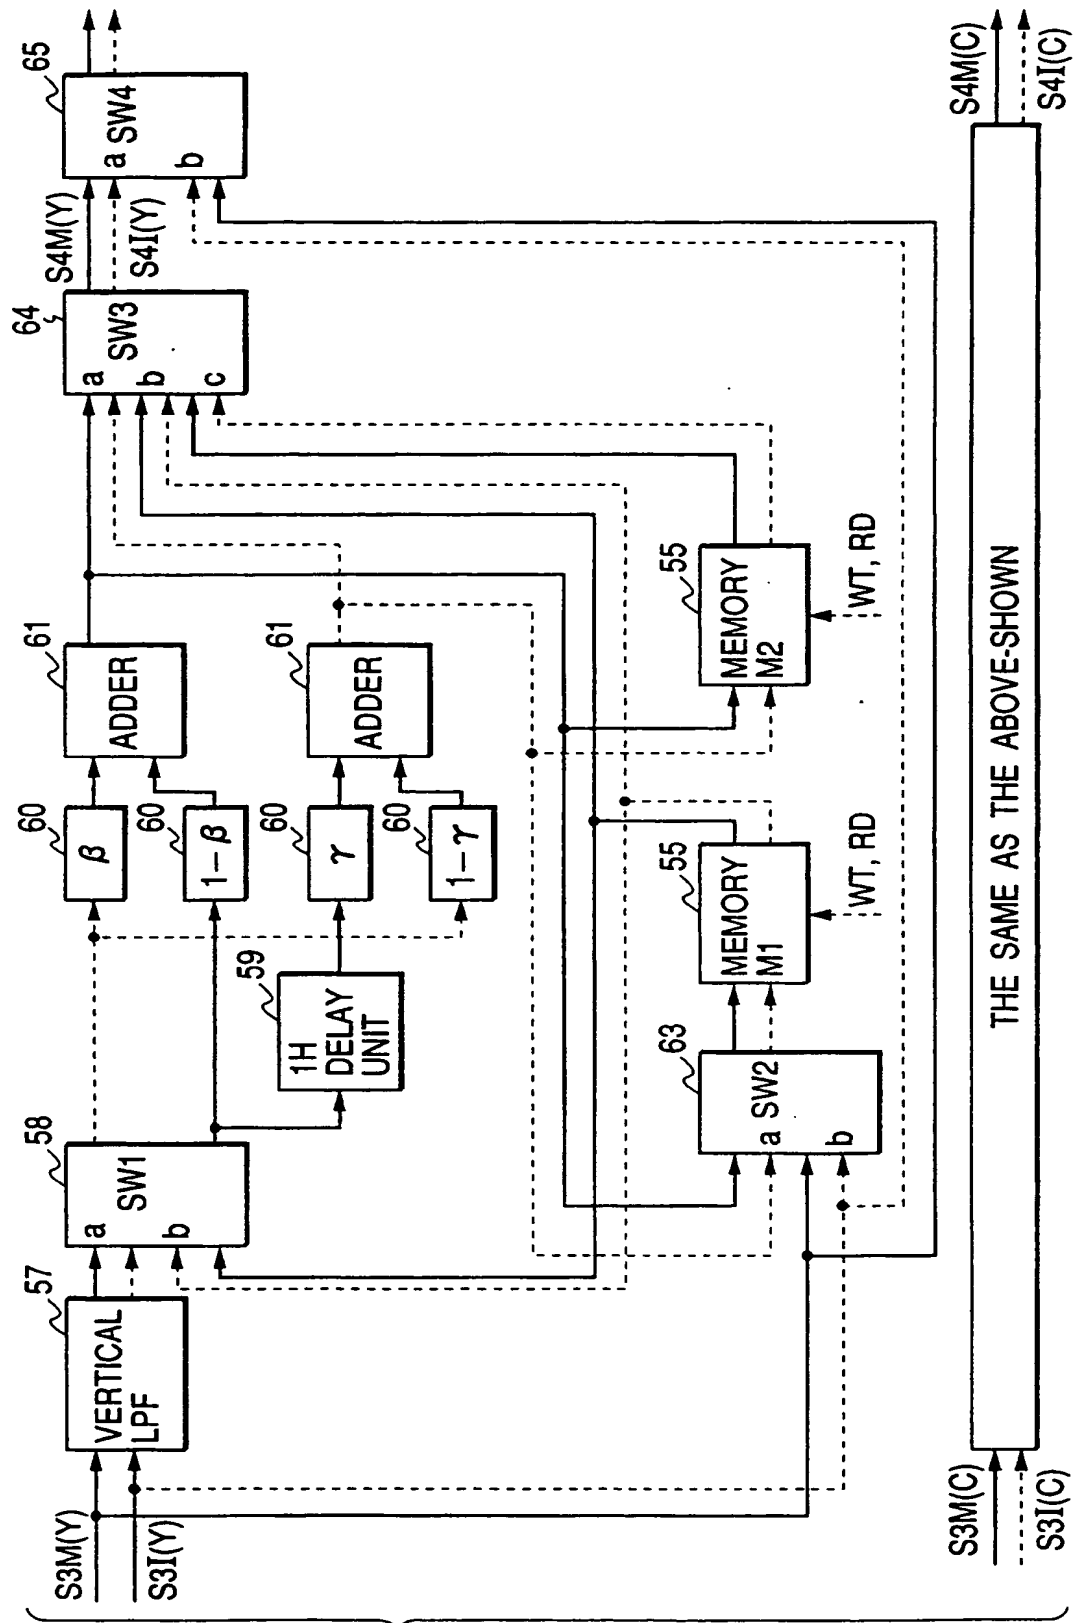 S3M(Y)
S3I(Y)
57
VERTICAL
LPF
58
SW1
a
b
59
1H
DELAY
UNIT
60
β
60
1−β
60
γ
60
1−γ
61
ADDER
61
ADDER
64
SW3
a
b
c
S4M(Y)
S4I(Y)
65
SW4
a
b
63
SW2
a
b
55
MEMORY
M1
WT, RD
55
MEMORY
M2
WT, RD
S3M(C)
S3I(C)
THE SAME AS THE ABOVE-SHOWN
S4M(C)
S4I(C)